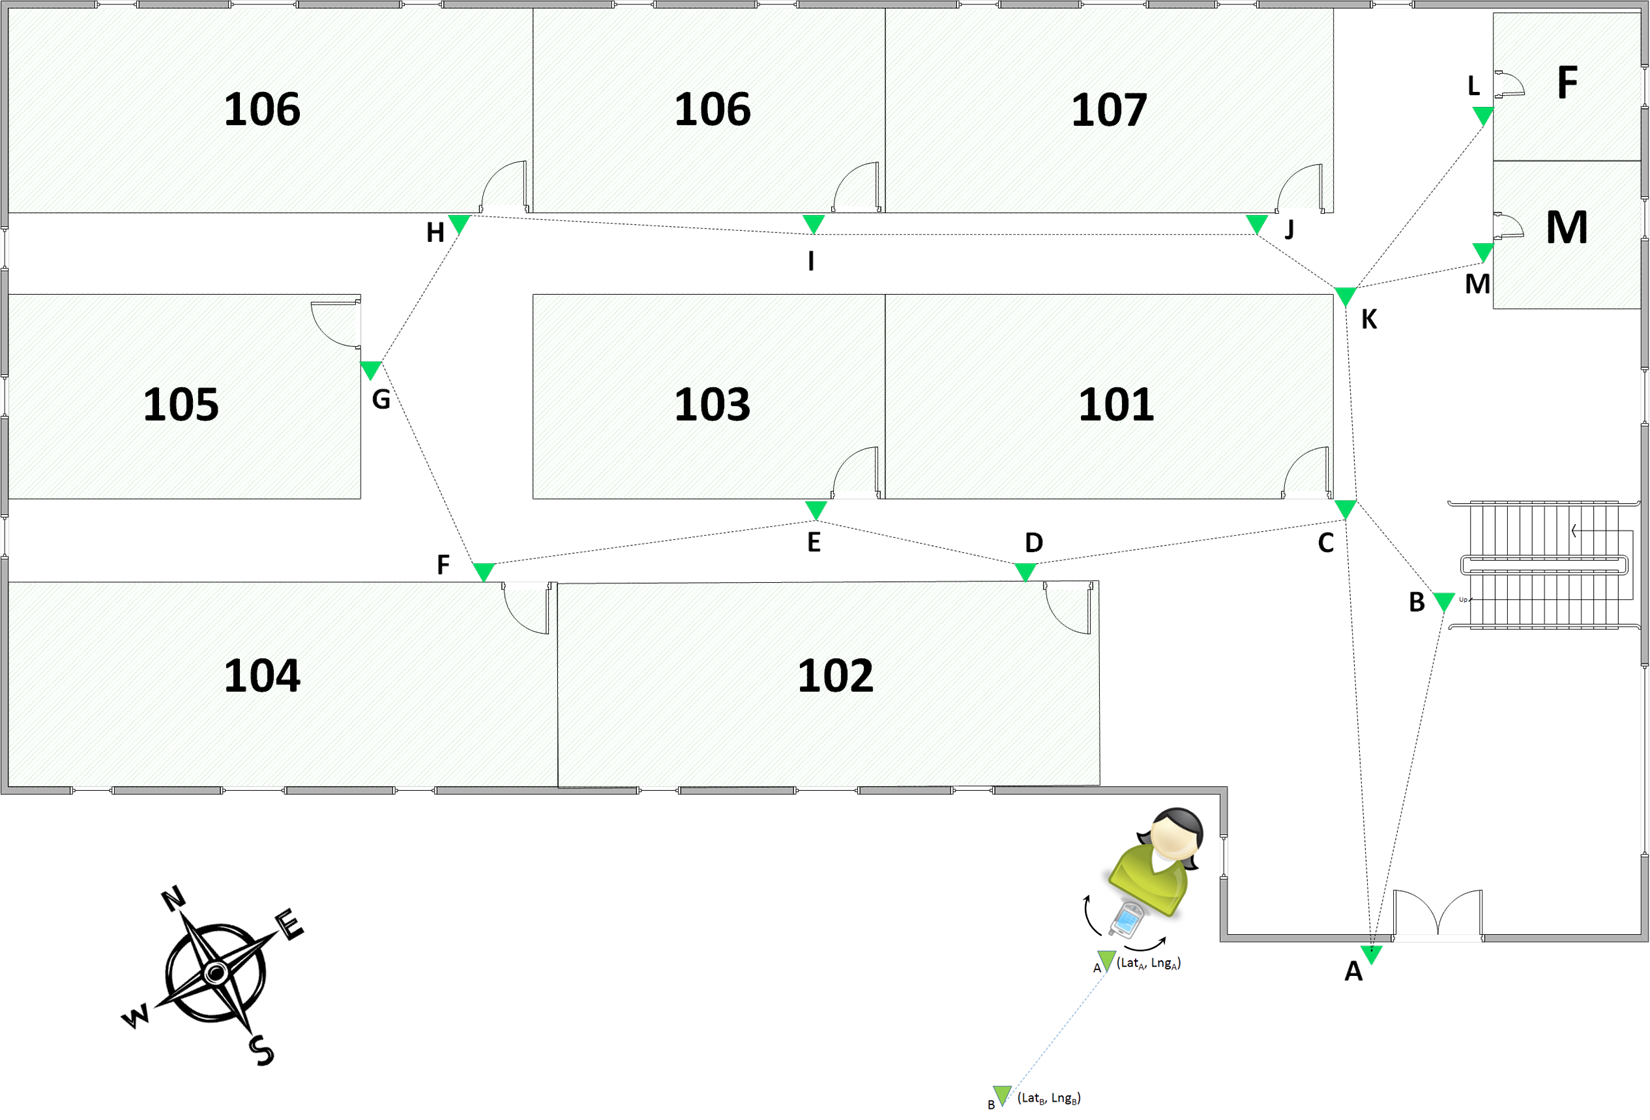 F
L
106
106
107
M
H
I
J
M
K
105
103
101
G
E
D
C
F
B
Up
104
102
N
E
W
S
A
A (LatA, LngA)
B (LatB, LngB)